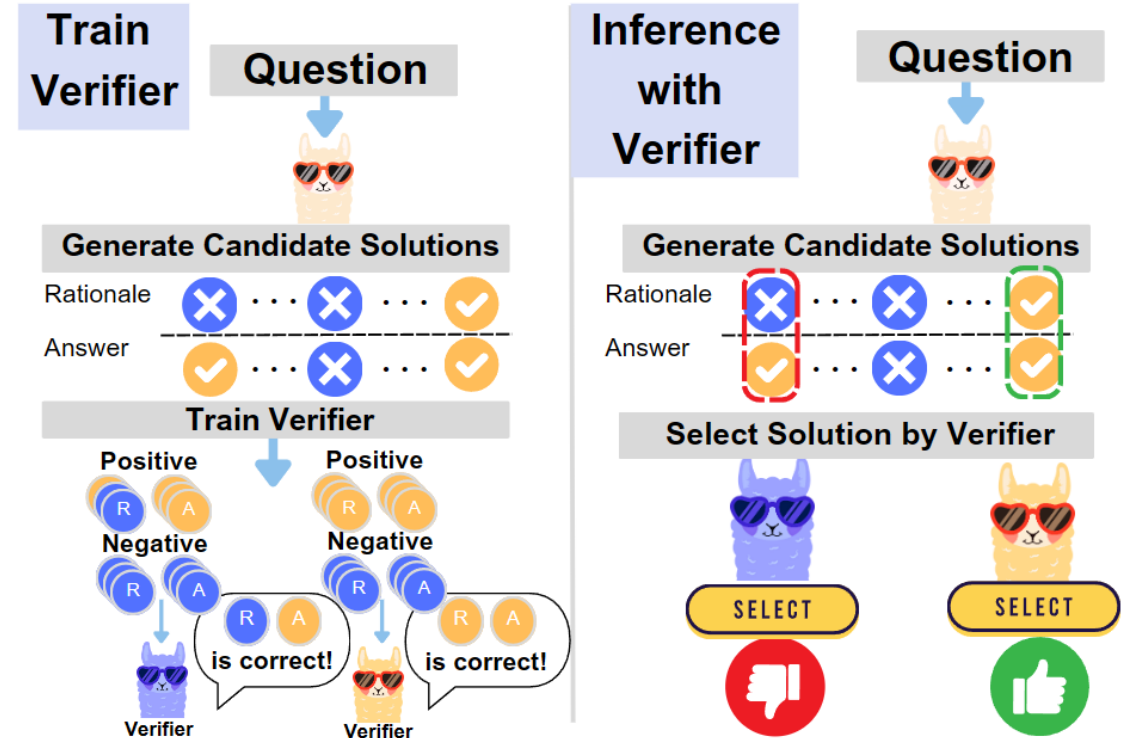 Train
Verifier
Question
Generate Candidate Solutions
Rationale
Answer
Train Verifier
Positive
R A
Negative
R A
R A
is correct!
Verifier
Positive
R A
Negative
R A
R A
is correct!
Verifier
Inference
with
Verifier
Question
Generate Candidate Solutions
Rationale
Answer
Select Solution by Verifier
SELECT
SELECT